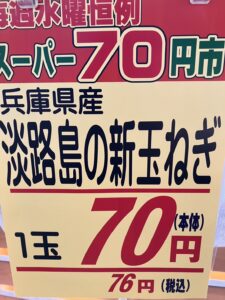 毎週水曜恒例
スーパー70円市
兵庫県産
淡路島の新玉ねぎ
1玉 70円(本体)
76円(税込)